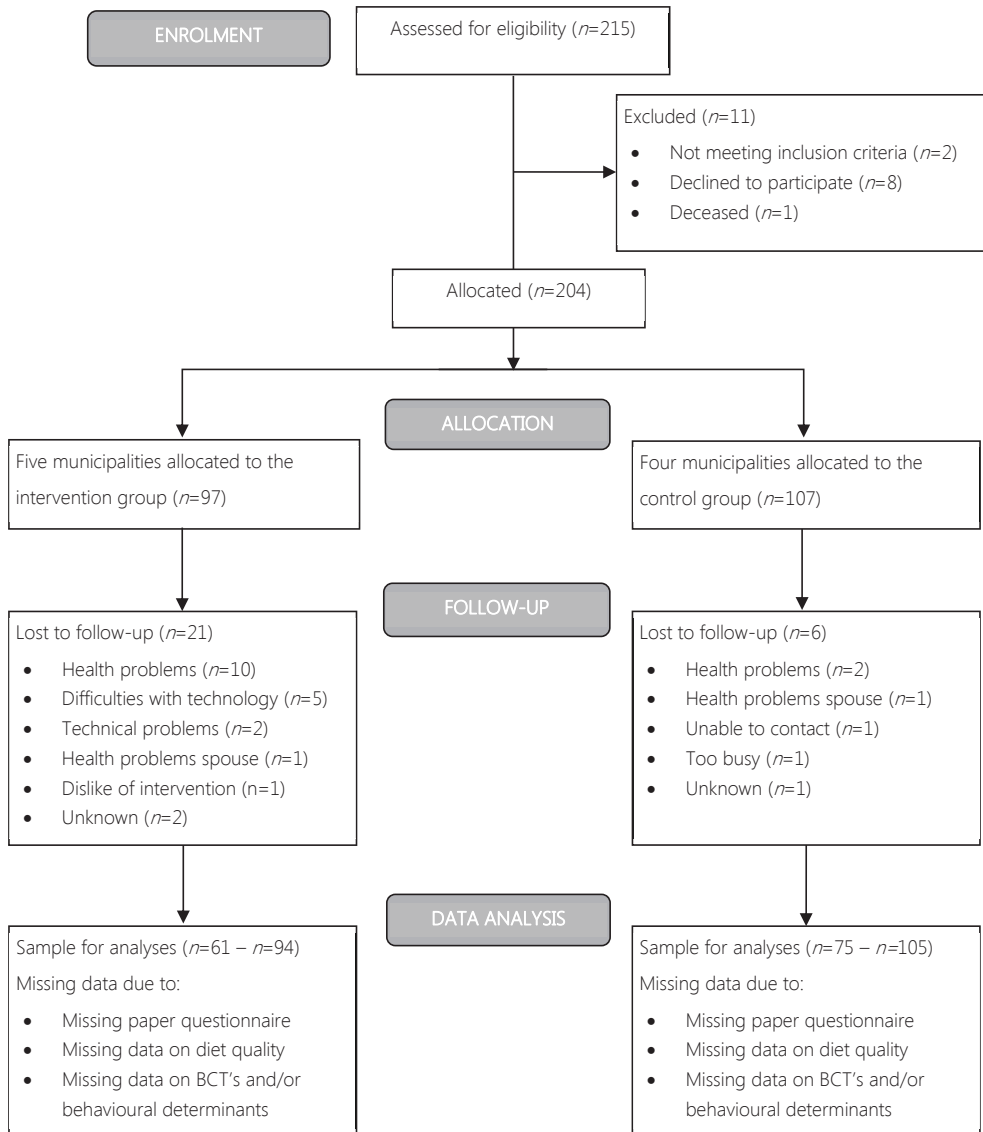 ENROLMENT
Assessed for eligibility (n=215)
Excluded (n=11)
• Not meeting inclusion criteria (n=2)
• Declined to participate (n=8)
• Deceased (n=1)
Allocated (n=204)
ALLOCATION
Five municipalities allocated to the
intervention group (n=97)
Four municipalities allocated to the
control group (n=107)
FOLLOW-UP
Lost to follow-up (n=21)
• Health problems (n=10)
• Difficulties with technology (n=5)
• Technical problems (n=2)
• Health problems spouse (n=1)
• Dislike of intervention (n=1)
• Unknown (n=2)
Lost to follow-up (n=6)
• Health problems (n=2)
• Health problems spouse (n=1)
• Unable to contact (n=1)
• Too busy (n=1)
• Unknown (n=1)
DATA ANALYSIS
Sample for analyses (n=61 – n=94)
Missing data due to:
• Missing paper questionnaire
• Missing data on diet quality
• Missing data on BCT's and/or
behavioural determinants
Sample for analyses (n=75 – n=105)
Missing data due to:
• Missing paper questionnaire
• Missing data on diet quality
• Missing data on BCT's and/or
behavioural determinants